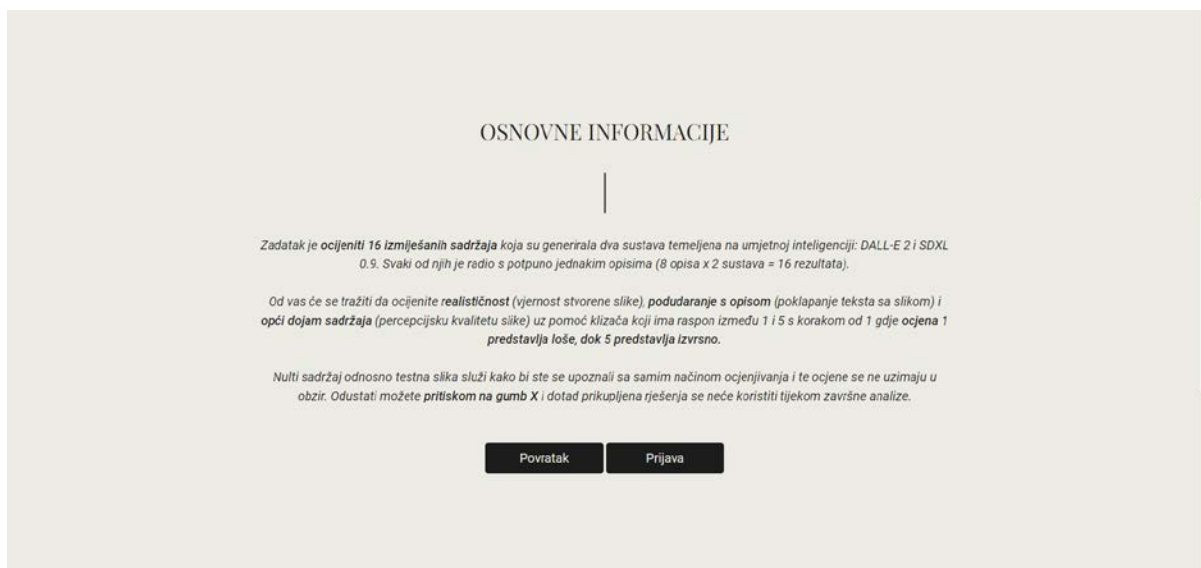 OSNOVNE INFORMACIJE
Zadatak je ocijeniti 16 izmiješanih sadržaja koja su generirala dva sustava temeljena na umjetnoj inteligenciji: DALL-E 2 i SDXL
0.9. Svaki od njih je radio s potpuno jednakim opisima (8 opisa x 2 sustava = 16 rezultata).
Od vas će se tražiti da ocijenite realističnost (vjernost stvorene slike), podudaranje s opisom (poklapanje teksta sa slikom) i
opći dojam sadržaja (percepcijsku kvalitetu slike) uz pomoć klizača koji ima raspon između 1 i 5 s korakom od 1 gdje ocjena 1
predstavlja loše, dok 5 predstavlja izvrsno.
Nulti sadržaj odnosno testna slika služi kako bi ste se upoznali sa samim načinom ocjenjivanja i te ocjene se ne uzimaju u
obzir. Odustati možete pritiskom na gumb X i dotad prikupljena rješenja se neće koristiti tijekom završne analize.
Povratak Prijava